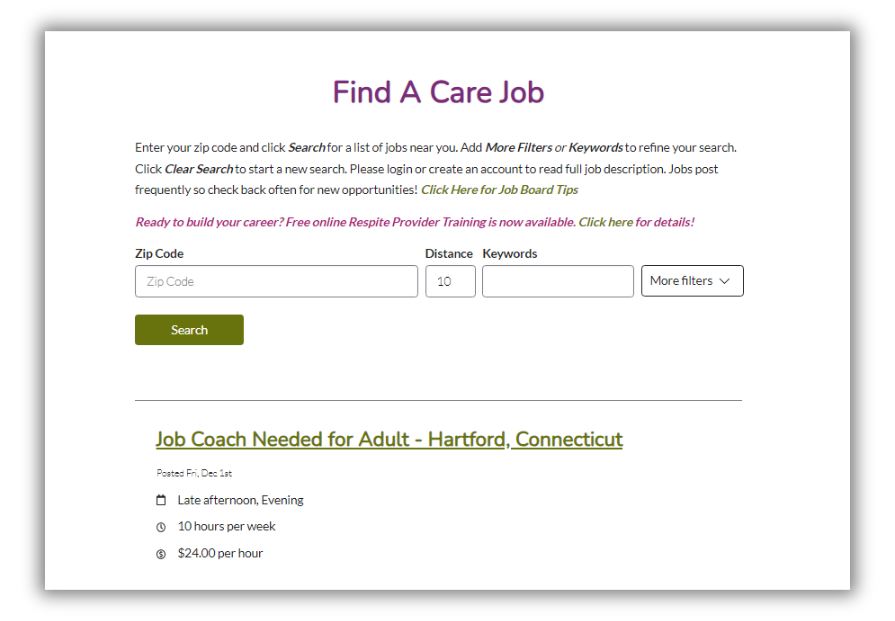 Find A Care Job
Enter your zip code and click Search for a list of jobs near you. Add More Filters or Keywords to refine your search.
Click Clear Search to start a new search. Please login or create an account to read full job description. Jobs post
frequently so check back often for new opportunities! Click Here for Job Board Tips
Ready to build your career? Free online Respite Provider Training is now available. Click here for details!
Zip Code Distance Keywords
Zip Code 10 More filters
Search
Job Coach Needed for Adult - Hartford, Connecticut
Posted Fri, Dec 1st
Late afternoon, Evening
10 hours per week
$24.00 per hour